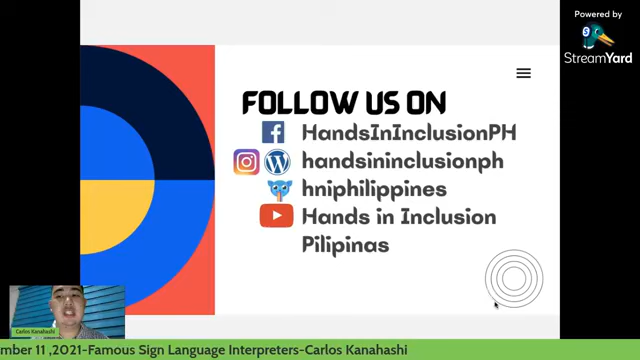 Powered by
StreamYard
FOLLOW US ON
HandsInInclusionPH
handsininclusionph
hniphilippines
Hands in Inclusion
Pilipinas
Carlos Kanahashi
mber 11 ,2021-Famous Sign Language Interpreters-Carlos Kanahashi